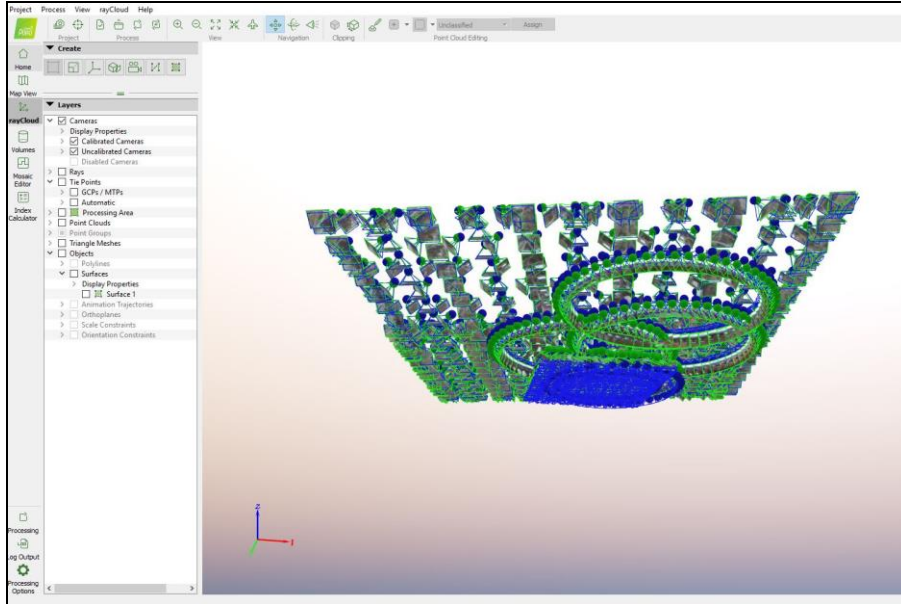 Project Process View rayCloud Help
Unclassified Assign
Project Process View Navigation Clipping Point Cloud Editing
Home
Map View
rayCloud
Volumes
Mosaic
Editor
Index
Calculator
Create
Layers
Cameras
Display Properties
Calibrated Cameras
Uncalibrated Cameras
Disabled Cameras
Rays
Tie Points
GCPs / MTPs
Automatic
Processing Area
Point Clouds
Point Groups
Triangle Meshes
Objects
Polylines
Surfaces
Display Properties
Surface 1
Animation Trajectories
Orthoplanes
Scale Constraints
Orientation Constraints
Processing
Log Output
Processing
Options
z